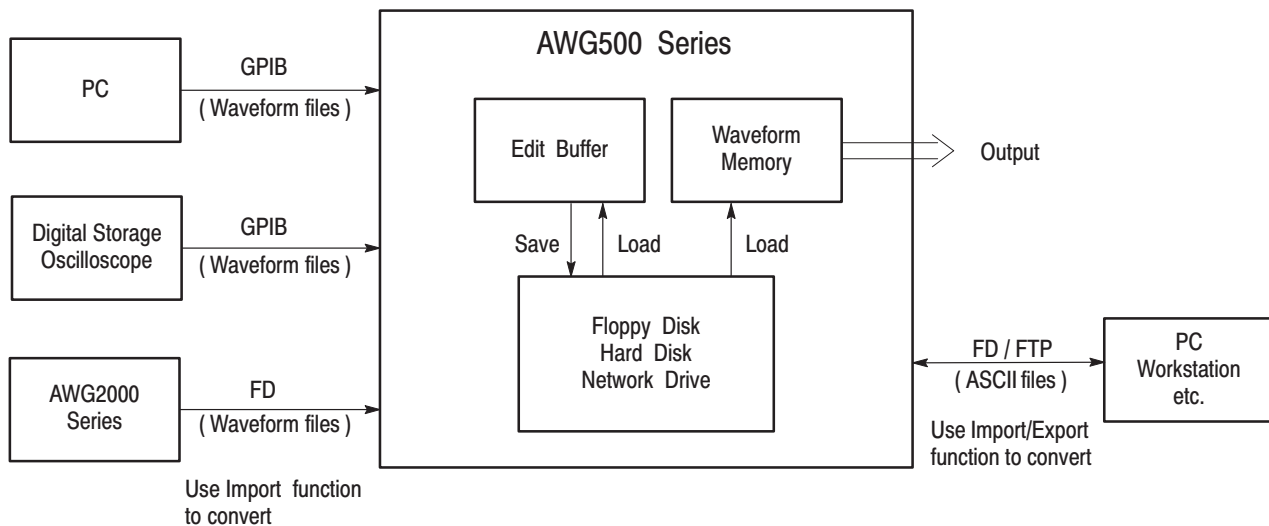 AWG500 Series
PC
GPIB
( Waveform files )
Edit Buffer
Waveform
Memory
Output
Digital Storage
Oscilloscope
GPIB
( Waveform files )
Save
Load
Load
Floppy Disk
Hard Disk
Network Drive
AWG2000
Series
FD
( Waveform files )
Use Import function
to convert
FD / FTP
( ASCII files )
PC
Workstation
etc.
Use Import/Export
function to convert